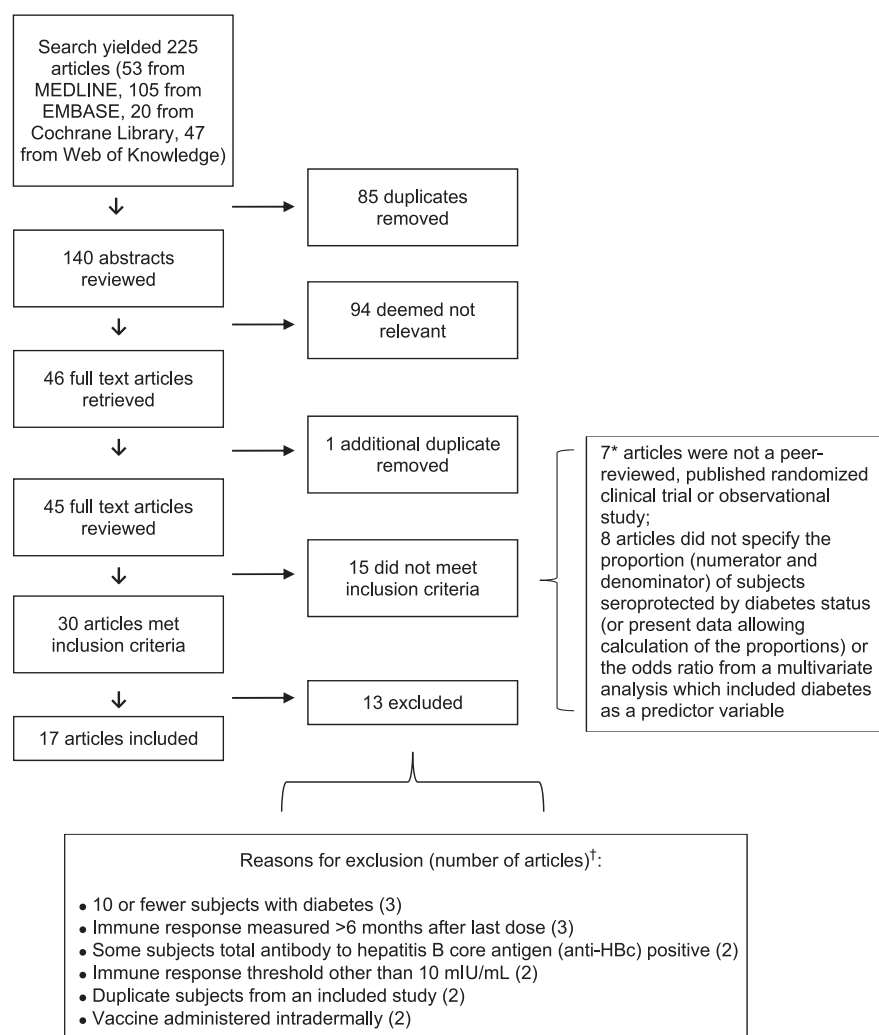 Search yielded 225
articles (53 from
MEDLINE, 105 from
EMBASE, 20 from
Cochrane Library, 47
from Web of Knowledge)
85 duplicates
removed
140 abstracts
reviewed
94 deemed not
relevant
46 full text articles
retrieved
1 additional duplicate
removed
45 full text articles
reviewed
15 did not meet
inclusion criteria
7* articles were not a peer-
reviewed, published randomized
clinical trial or observational
study;
8 articles did not specify the
proportion (numerator and
denominator) of subjects
seroprotected by diabetes status
(or present data allowing
calculation of the proportions) or
the odds ratio from a multivariate
analysis which included diabetes
as a predictor variable
30 articles met
inclusion criteria
13 excluded
17 articles included
Reasons for exclusion (number of articles)†:
• 10 or fewer subjects with diabetes (3)
• Immune response measured >6 months after last dose (3)
• Some subjects total antibody to hepatitis B core antigen (anti-HBc) positive (2)
• Immune response threshold other than 10 mIU/mL (2)
• Duplicate subjects from an included study (2)
• Vaccine administered intradermally (2)